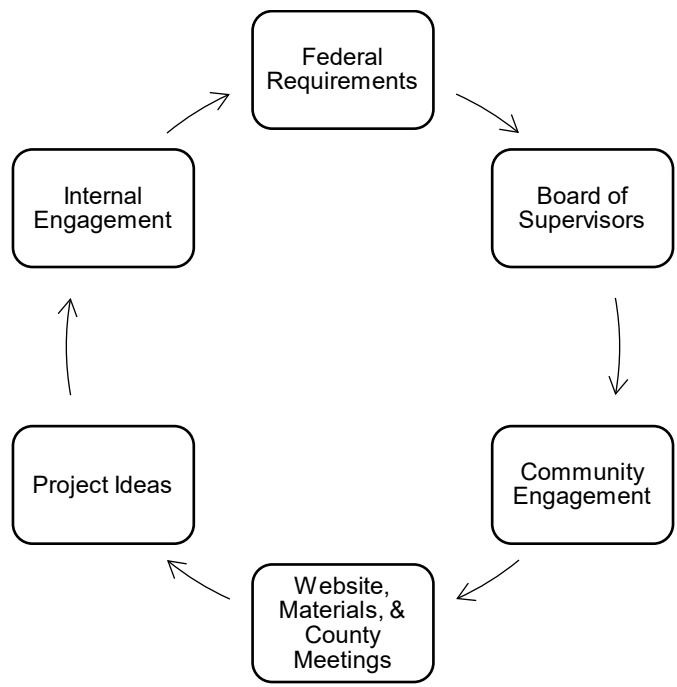 Federal
Requirements
Board of
Supervisors
Community
Engagement
Website,
Materials, &
County
Meetings
Project Ideas
Internal
Engagement